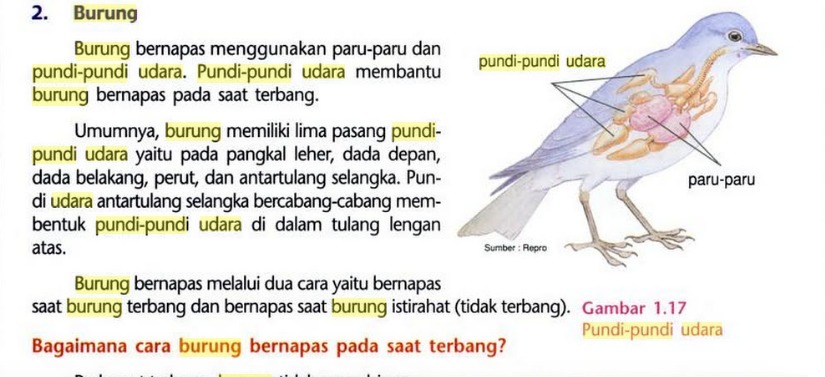 2. Burung
Burung bernapas menggunakan paru-paru dan
pundi-pundi udara. Pundi-pundi udara membantu
burung bernapas pada saat terbang.
Umumnya, burung memiliki lima pasang pundi-
pundi udara yaitu pada pangkal leher, dada depan,
dada belakang, perut, dan antartulang selangka. Pun-
di udara antartulang selangka bercabang-cabang mem-
bentuk pundi-pundi udara di dalam tulang lengan
atas.
pundi-pundi udara
paru-paru
Sumber : Repro
Burung bernapas melalui dua cara yaitu bernapas
saat burung terbang dan bernapas saat burung istirahat (tidak terbang).
Gambar 1.17
Pundi-pundi udara
Bagaimana cara burung bernapas pada saat terbang?